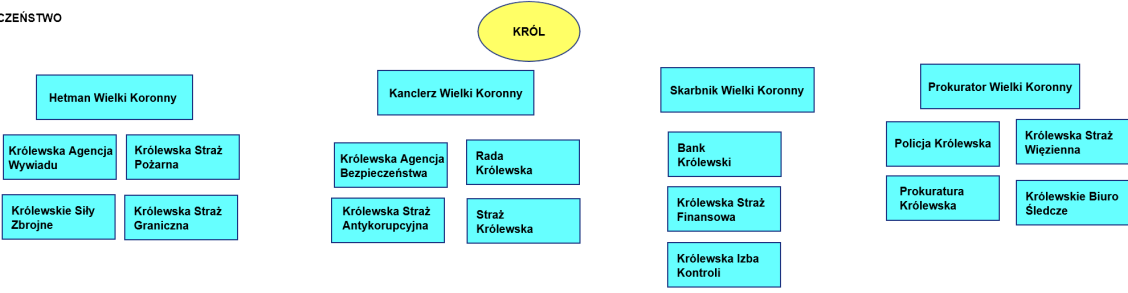 CZEŃSTWO
KRÓL
Hetman Wielki Koronny
Królewska Agencja
Wywiadu
Królewska Straż
Pożarna
Królewskie Siły
Zbrojne
Królewska Straż
Graniczna
Kanclerz Wielki Koronny
Królewska Agencja
Bezpieczeństwa
Rada
Królewska
Królewska Straż
Antykorupcyjna
Straż
Królewska
Skarbnik Wielki Koronny
Bank
Królewski
Królewska Straż
Finansowa
Królewska Izba
Kontroli
Prokurator Wielki Koronny
Policja Królewska
Królewska Straż
Więzienna
Prokuratura
Królewska
Królewskie Biuro
Śledcze